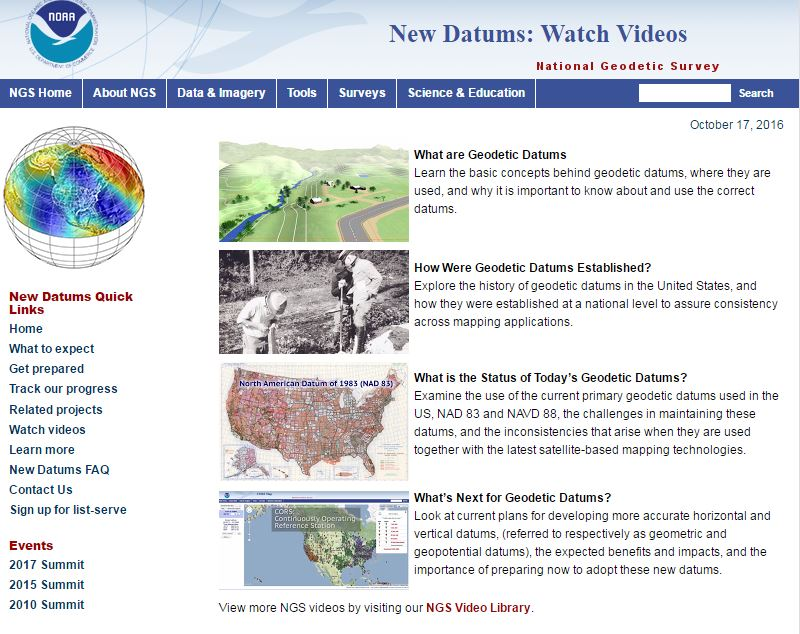 NOAA
New Datums: Watch Videos
National Geodetic Survey
NGS Home
About NGS
Data & Imagery
Tools
Surveys
Science & Education
Search
October 17, 2016
What are Geodetic Datums
Learn the basic concepts behind geodetic datums, where they are
used, and why it is important to know about and use the correct
datums.
How Were Geodetic Datums Established?
Explore the history of geodetic datums in the United States, and
how they were established at a national level to assure consistency
across mapping applications.
North American Datum of 1983 (NAD 83)
What is the Status of Today's Geodetic Datums?
Examine the use of the current primary geodetic datums used in the
US, NAD 83 and NAVD 88, the challenges in maintaining these
datums, and the inconsistencies that arise when they are used
together with the latest satellite-based mapping technologies.
CORS:
Continuously Operating
Reference Station
What's Next for Geodetic Datums?
Look at current plans for developing more accurate horizontal and
vertical datums, (referred to respectively as geometric and
geopotential datums), the expected benefits and impacts, and the
importance of preparing now to adopt these new datums.
View more NGS videos by visiting our NGS Video Library.
New Datums Quick
Links
Home
What to expect
Get prepared
Track our progress
Related projects
Watch videos
Learn more
New Datums FAQ
Contact Us
Sign up for list-serve
Events
2017 Summit
2015 Summit
2010 Summit